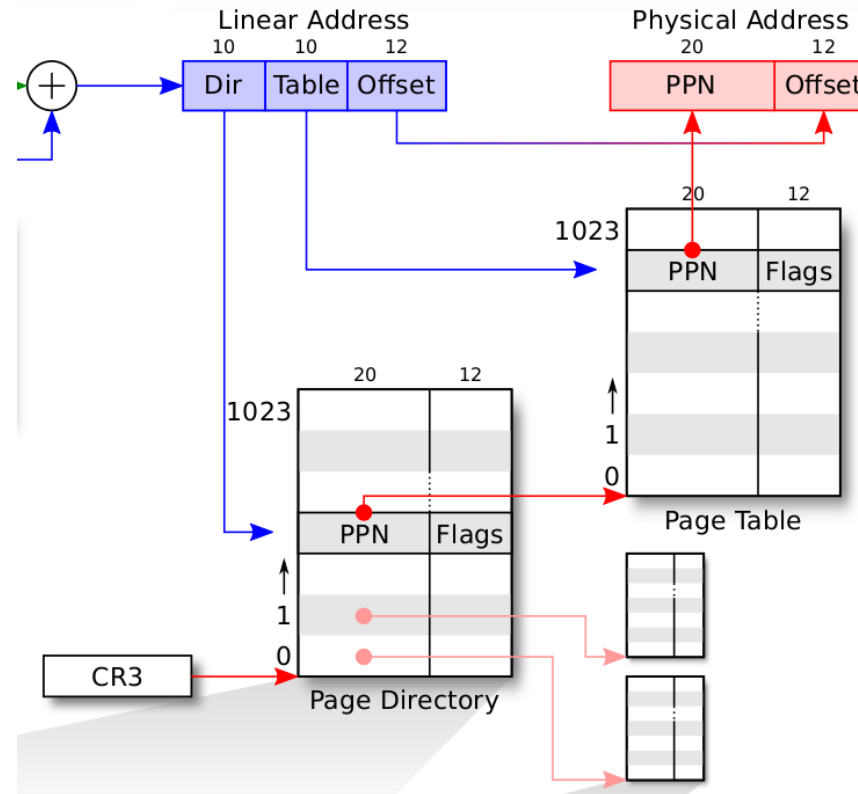 Linear Address
Physical Address
10 10 12
20 12
Dir Table Offset
PPN Offset
20 12
1023
PPN Flags
20 12
1023
1
0
Page Table
PPN Flags
1
0
CR3
Page Directory